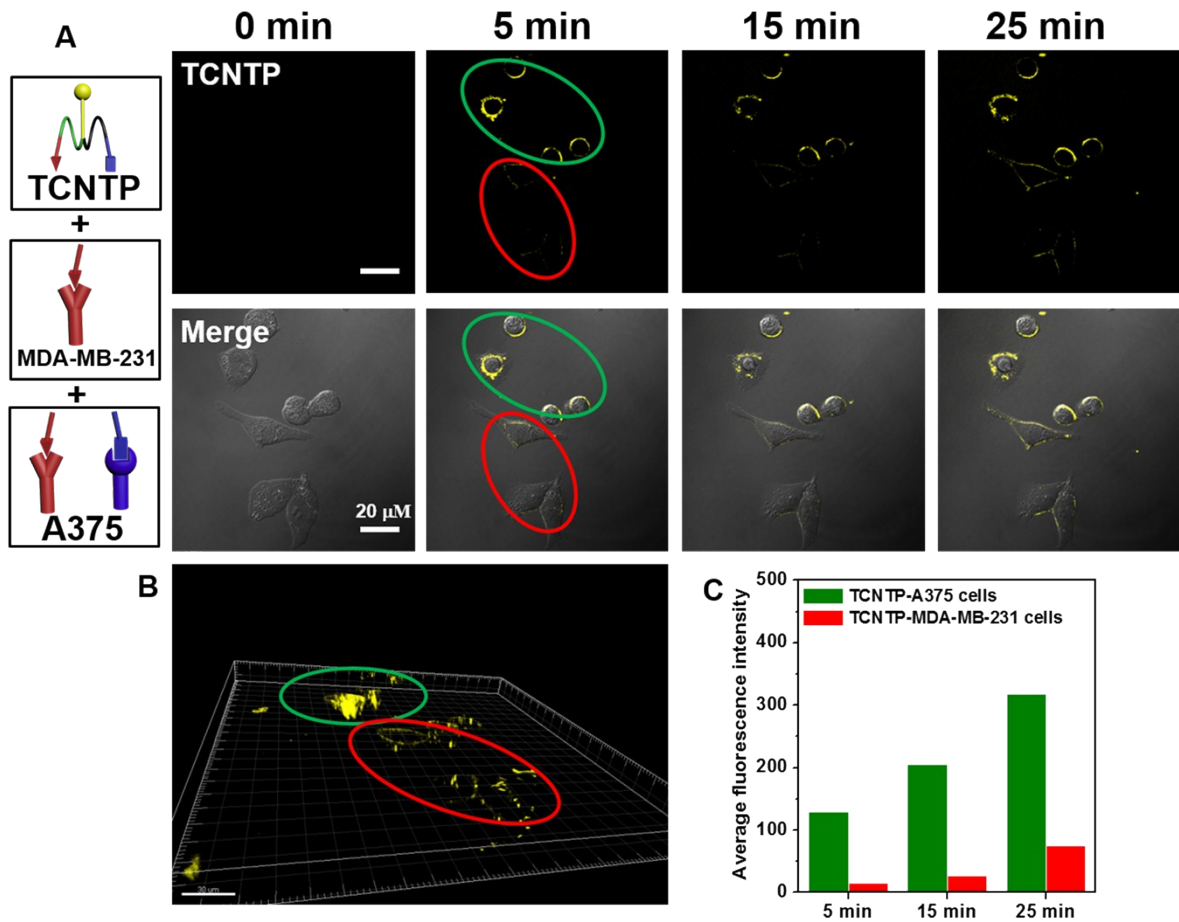 A
0 min
5 min
15 min
25 min
TCNTP
TCNTP
+
MDA-MB-231
+
A375
Merge
20 μM
B
20 um
C
500
400
300
200
100
0
Average fluorescence intensity
TCNTP-A375 cells
TCNTP-MDA-MB-231 cells
5 min
15 min
25 min